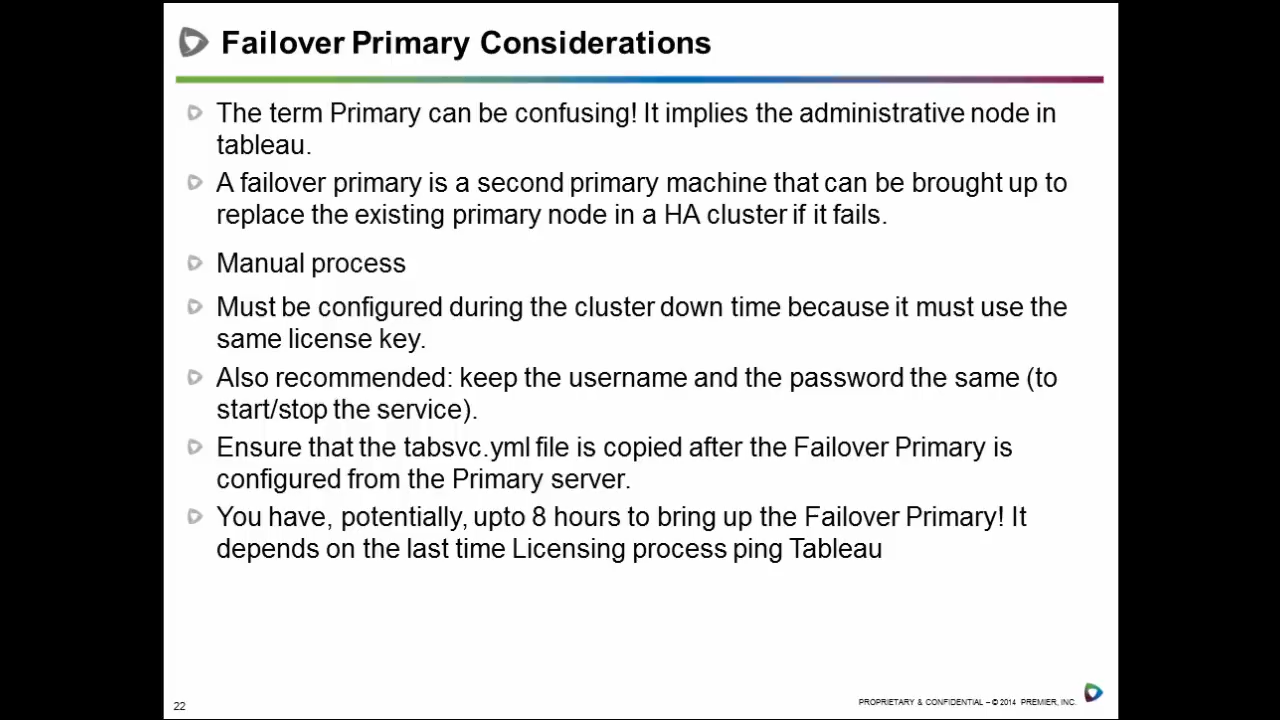 Failover Primary Considerations
The term Primary can be confusing! It implies the administrative node in
tableau.
A failover primary is a second primary machine that can be brought up to
replace the existing primary node in a HA cluster if it fails.
Manual process
Must be configured during the cluster down time because it must use the
same license key.
Also recommended: keep the username and the password the same (to
start/stop the service).
Ensure that the tabsvc.yml file is copied after the Failover Primary is
configured from the Primary server.
You have, potentially, upto 8 hours to bring up the Failover Primary! It
depends on the last time Licensing process ping Tableau
22
PROPRIETARY & CONFIDENTIAL – © 2014 PREMIER, INC.